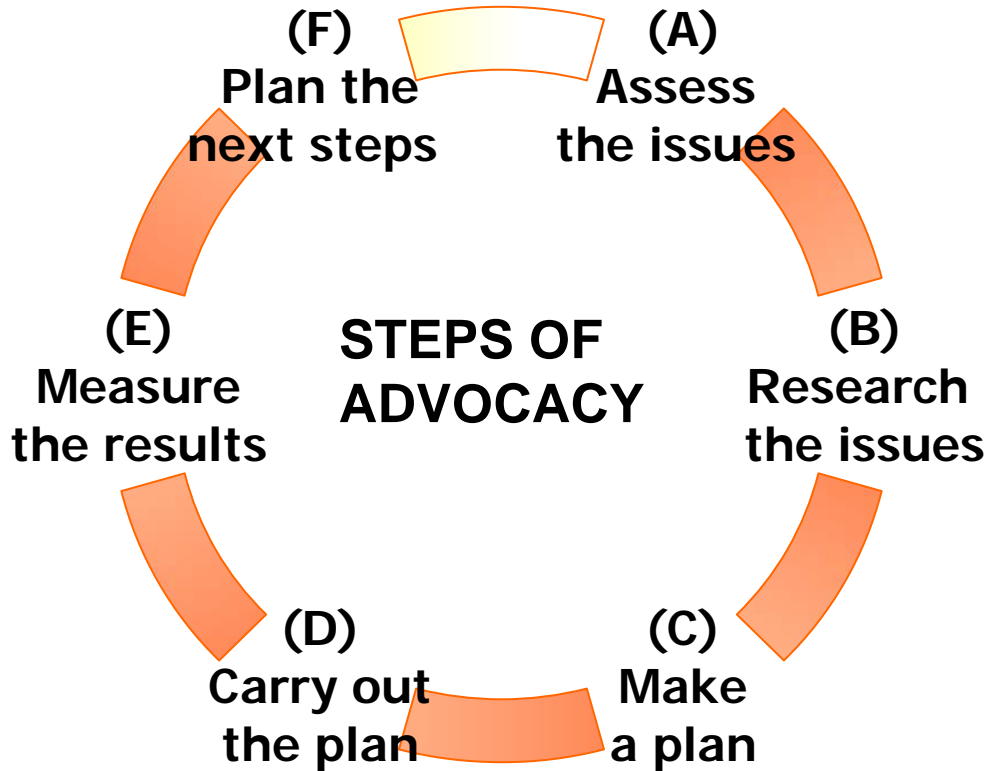 STEPS OF
ADVOCACY
(A)
Assess
the issues
(B)
Research
the issues
(C)
Make
a plan
(D)
Carry out
the plan
(E)
Measure
the results
(F)
Plan the
next steps